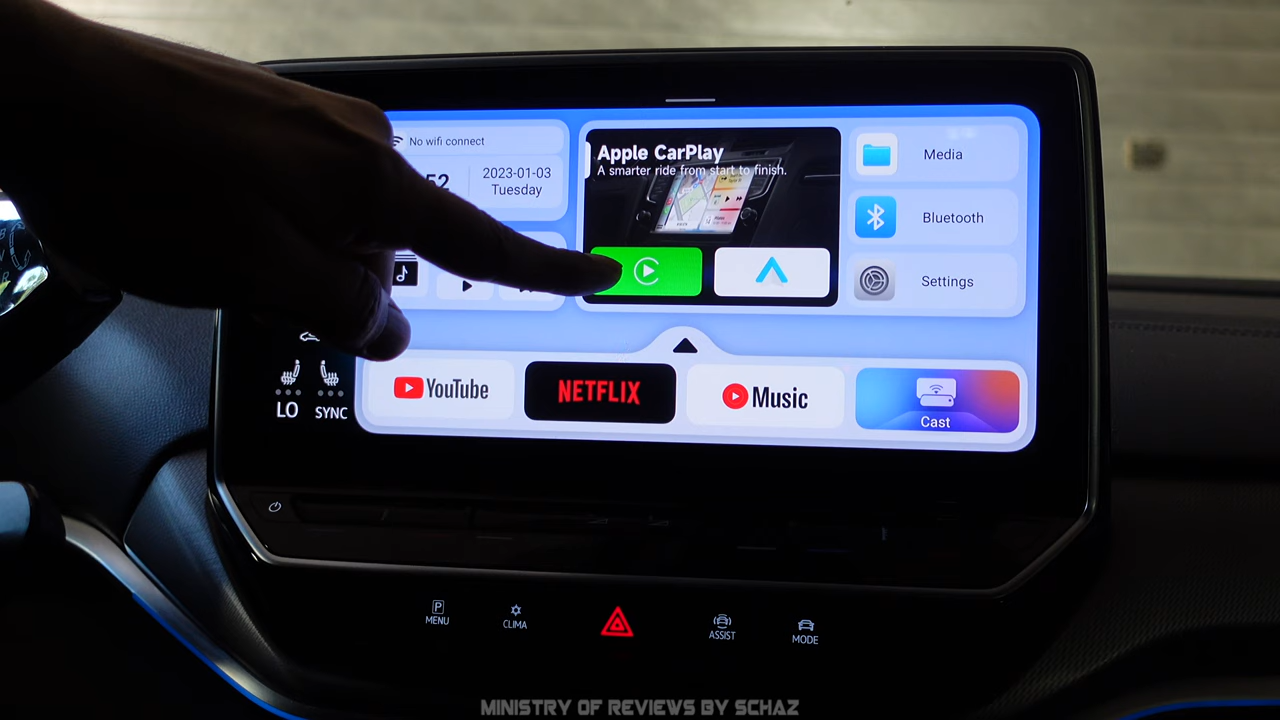 No wifi connect
52
2023-01-03
Tuesday
Apple CarPlay
A smarter ride from start to finish.
Media
Bluetooth
Settings
YouTube
NETFLIX
Music
Cast
LO
SYNC
P
MENU
CLIMA
ASSIST
MODE
MINISTRY OF REVIEWS BY SCHAZ